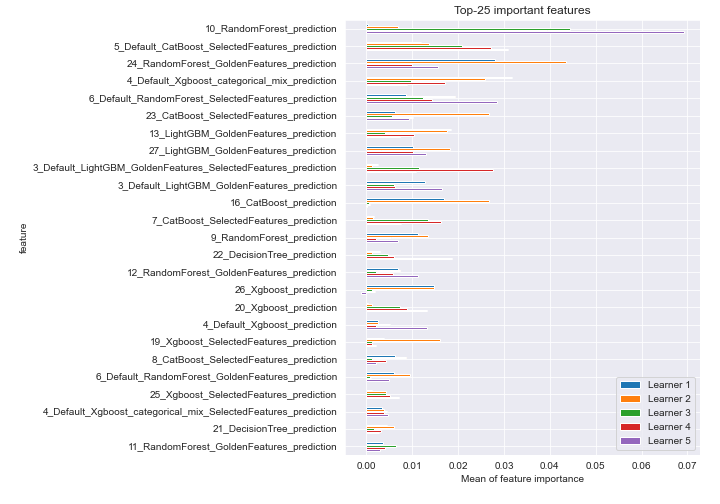 Top-25 important features
10_RandomForest_prediction
5_Default_CatBoost_SelectedFeatures_prediction
24_RandomForest_GoldenFeatures_prediction
4_Default_Xgboost_categorical_mix_prediction
6_Default_RandomForest_SelectedFeatures_prediction
23_CatBoost_SelectedFeatures_prediction
13_LightGBM_GoldenFeatures_prediction
27_LightGBM_GoldenFeatures_prediction
3_Default_LightGBM_GoldenFeatures_SelectedFeatures_prediction
3_Default_LightGBM_GoldenFeatures_prediction
16_CatBoost_prediction
7_CatBoost_SelectedFeatures_prediction
9_RandomForest_prediction
22_DecisionTree_prediction
12_RandomForest_GoldenFeatures_prediction
26_Xgboost_prediction
20_Xgboost_prediction
4_Default_Xgboost_prediction
19_Xgboost_SelectedFeatures_prediction
8_CatBoost_SelectedFeatures_prediction
6_Default_RandomForest_GoldenFeatures_prediction
25_Xgboost_SelectedFeatures_prediction
4_Default_Xgboost_categorical_mix_SelectedFeatures_prediction
21_DecisionTree_prediction
11_RandomForest_GoldenFeatures_prediction
feature
Learner 1
Learner 2
Learner 3
Learner 4
Learner 5
0.00 0.01 0.02 0.03 0.04 0.05 0.06 0.07
Mean of feature importance